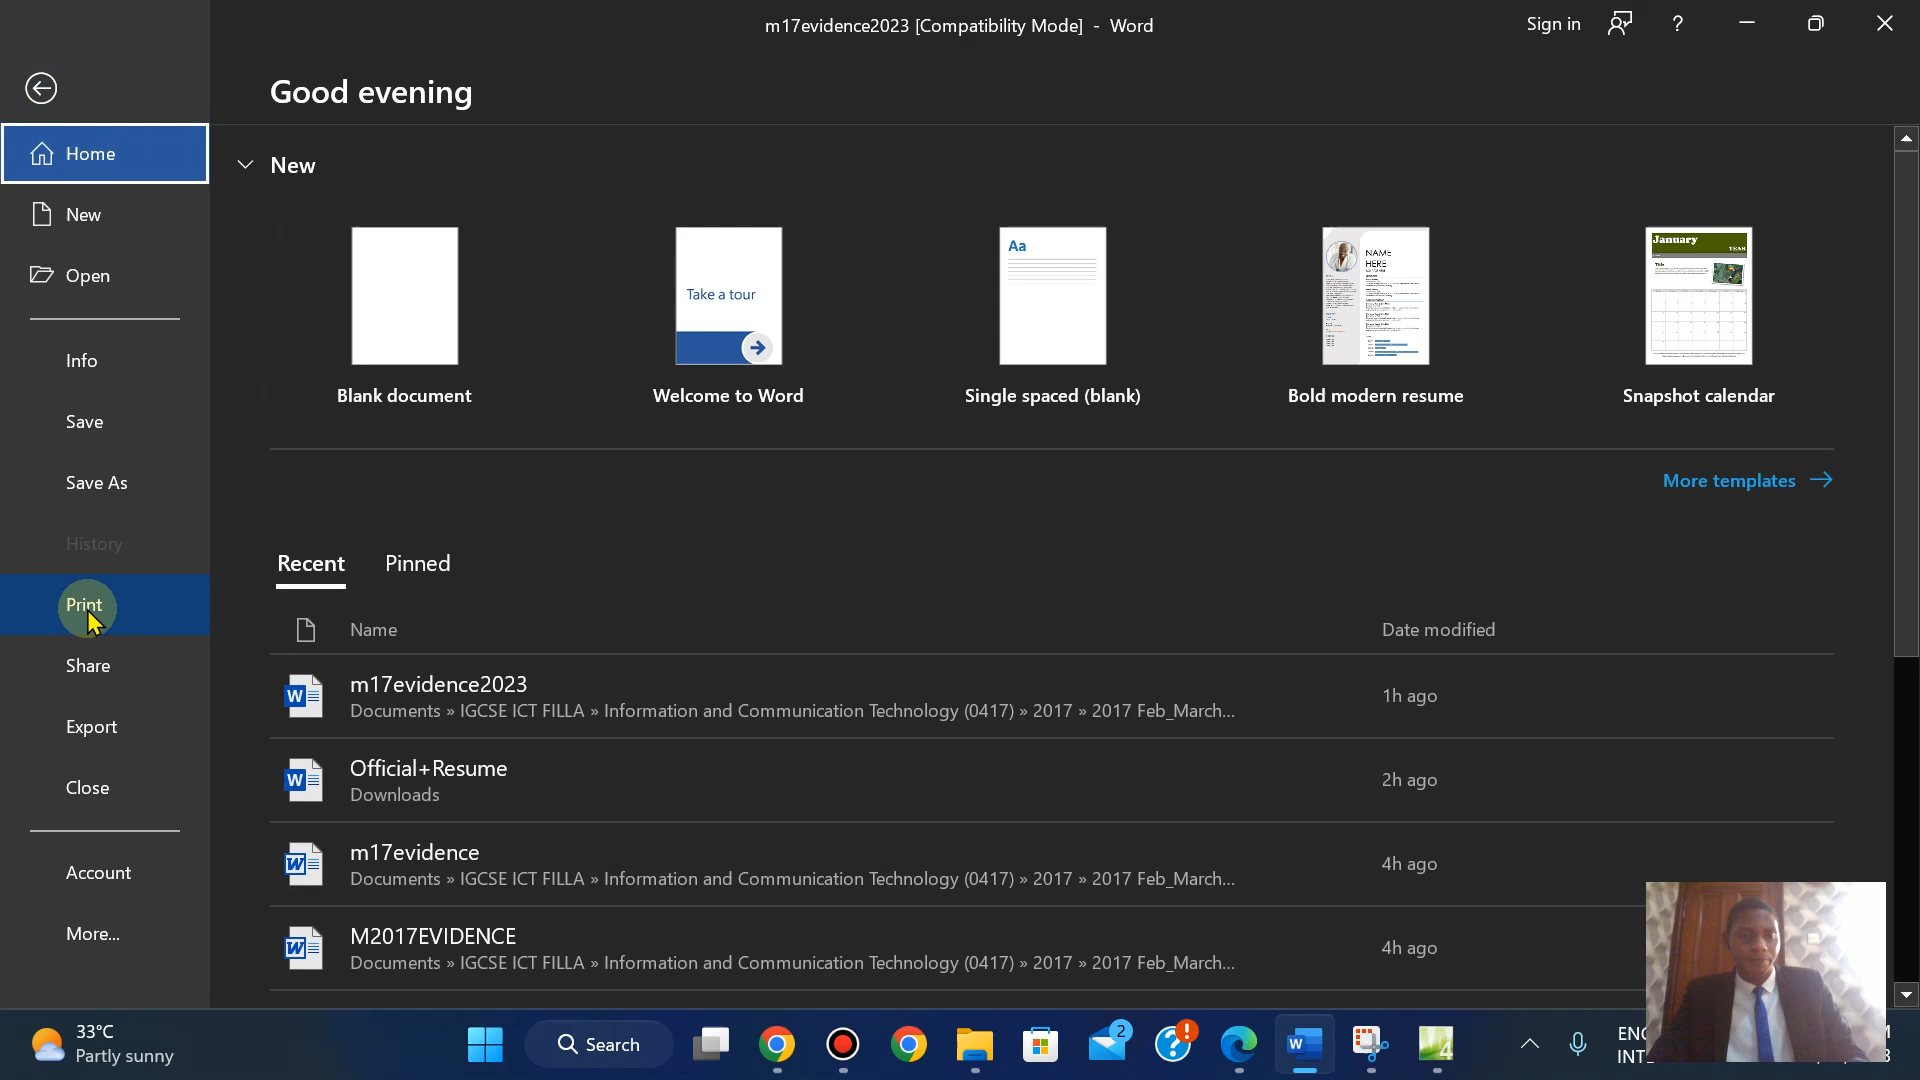 m17evidence2023 [Compatibility Mode] - Word
Sign in
?
Good evening
Home
New
Open
Info
Save
Save As
History
Print
Share
Export
Close
Account
More...
New
Take a tour
Aa
NAME
HERE
January
YEAR
Title
Blank document
Welcome to Word
Single spaced (blank)
Bold modern resume
Snapshot calendar
More templates
Recent
Pinned
Name
Date modified
m17evidence2023
Documents » IGCSE ICT FILLA » Information and Communication Technology (0417) » 2017 » 2017 Feb_March...
1h ago
Official+Resume
Downloads
2h ago
m17evidence
Documents » IGCSE ICT FILLA » Information and Communication Technology (0417) » 2017 » 2017 Feb_March...
4h ago
M2017EVIDENCE
Documents » IGCSE ICT FILLA » Information and Communication Technology (0417) » 2017 » 2017 Feb_March...
4h ago
33°C
Partly sunny
Search
2
W
4